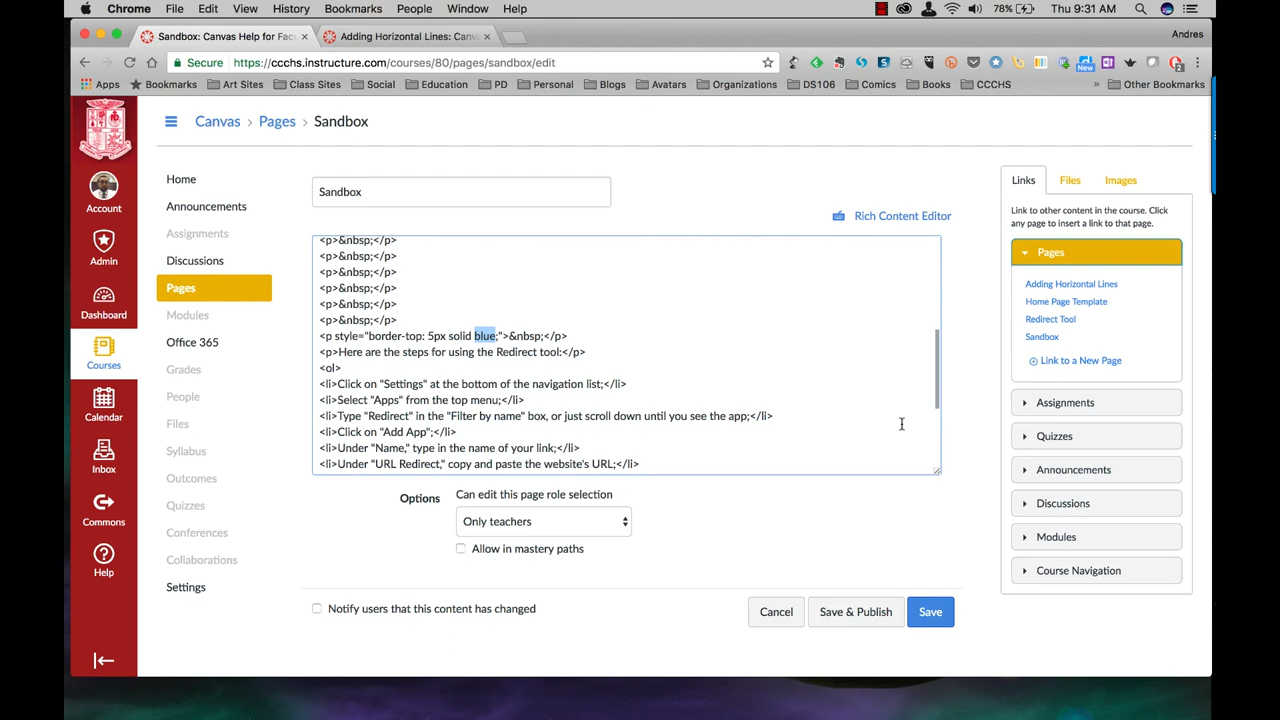 Chrome File Edit View History Bookmarks People Window Help 78% Thu 9:31 AM
Sandbox: Canvas Help for Fac Adding Horizontal Lines: Canv Andres
Secure https://ccchs.instructure.com/courses/80/pages/sandbox/edit
Apps Bookmarks Art Sites Class Sites Social Education PD Personal Blogs Avatars Organizations DS106 Comics Books CCCHS » Other Bookmarks
Canvas > Pages > Sandbox
Account
Admin
Dashboard
Courses
Calendar
Inbox
Commons
Help
Home
Announcements
Assignments
Discussions
Pages
Modules
Office 365
Grades
People
Files
Syllabus
Outcomes
Quizzes
Conferences
Collaborations
Settings
Sandbox
Rich Content Editor
<p>&nbsp;</p>
<p>&nbsp;</p>
<p>&nbsp;</p>
<p>&nbsp;</p>
<p>&nbsp;</p>
<p>&nbsp;</p>
<p style="border-top: 5px solid blue;">&nbsp;</p>
<p>Here are the steps for using the Redirect tool:</p>
<ol>
<li>Click on "Settings" at the bottom of the navigation list;</li>
<li>Select "Apps" from the top menu;</li>
<li>Type "Redirect" in the "Filter by name" box, or just scroll down until you see the app;</li>
<li>Click on "Add App";</li>
<li>Under "Name," type in the name of your link;</li>
<li>Under "URL Redirect," copy and paste the website's URL;</li>
Options Can edit this page role selection
Only teachers
Allow in mastery paths
Notify users that this content has changed
Cancel Save & Publish Save
Links Files Images
Link to other content in the course. Click
any page to insert a link to that page.
Pages
Adding Horizontal Lines
Home Page Template
Redirect Tool
Sandbox
Link to a New Page
Assignments
Quizzes
Announcements
Discussions
Modules
Course Navigation